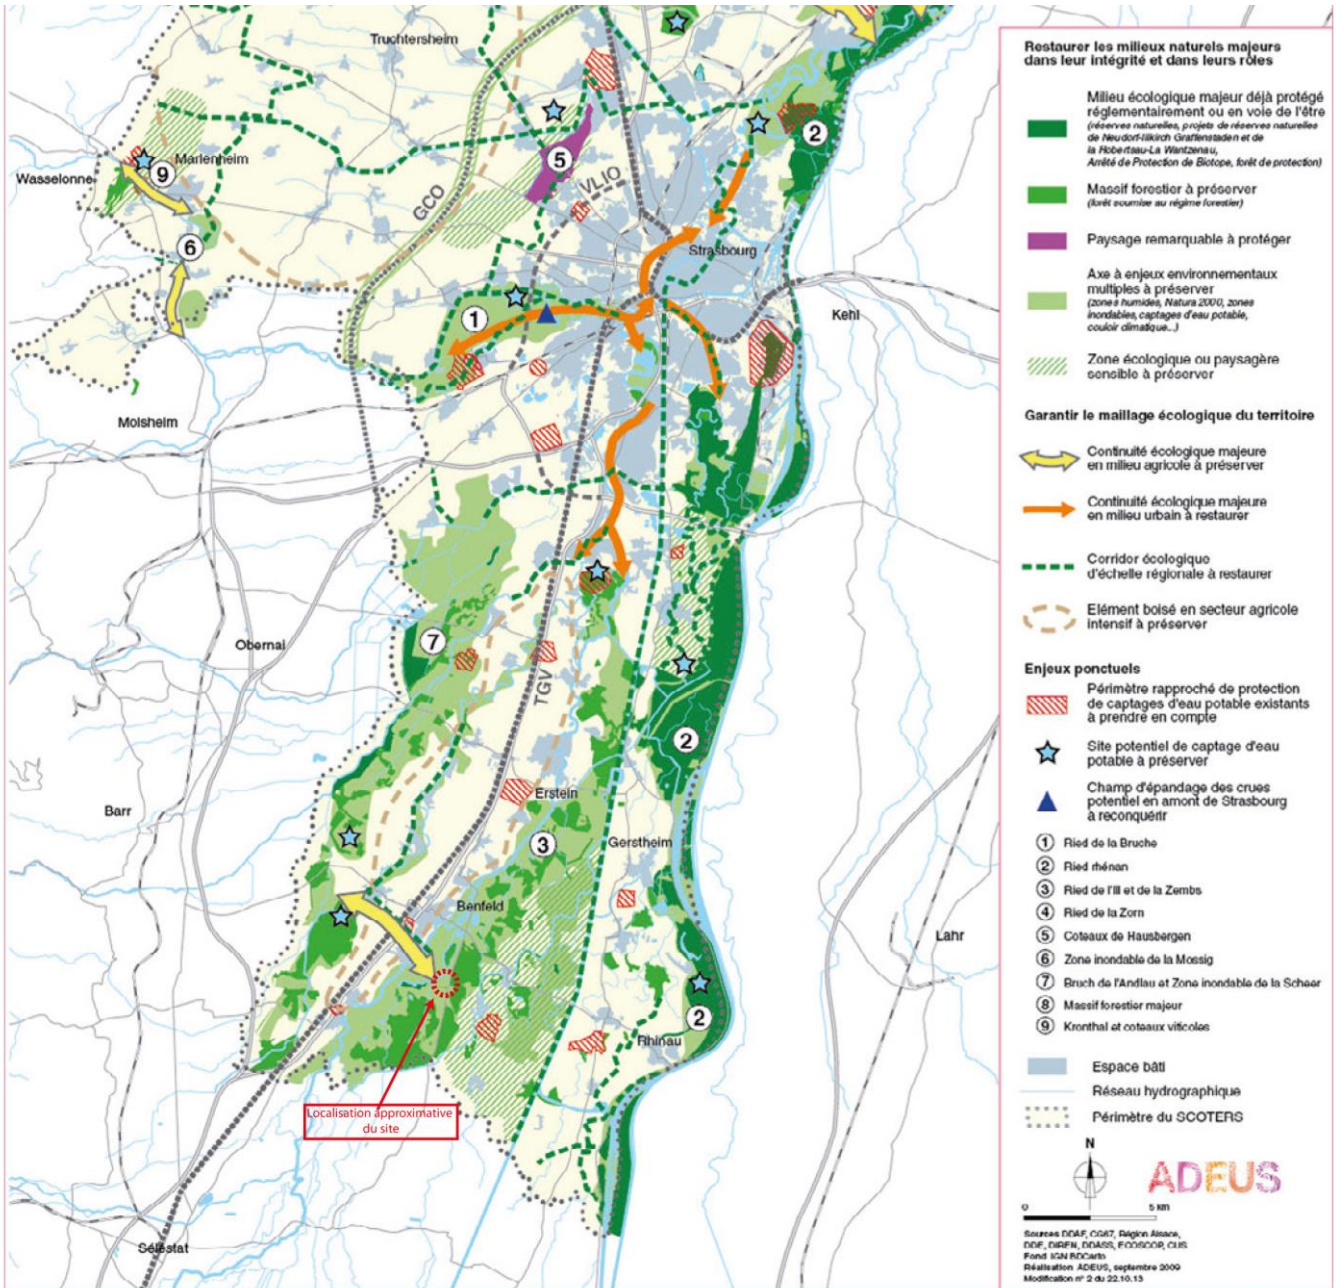 Truchtersheim
Marlenheim
Wasselonne
9
6
GCO
5
VLIO
2
Strasbourg
1
Kehl
Molsheim
Obernai
7
TGV
2
Barr
Erstein
3
Gerstheim
Benfeld
Lahr
2
Rhinau
Localisation approximative
du site
Sélestat
Restaurer les milieux naturels majeurs
dans leur intégrité et dans leurs rôles
Milieu écologique majeur déjà protégé
réglementairement ou en voie de l'être
(réserves naturelles, projets de réserves naturelles
de Neudorf-Illkirch Graffenstaden et de
la Robertsau-La Wantzenau,
Arrêté de Protection de Biotope, forêt de protection)
Massif forestier à préserver
(forêt soumise au régime forestier)
Paysage remarquable à protéger
Axe à enjeux environnementaux
multiples à préserver
(zones humides, Natura 2000, zones
inondables, captages d'eau potable,
couloir climatique...)
Zone écologique ou paysagère
sensible à préserver
Garantir le maillage écologique du territoire
Continuité écologique majeure
en milieu agricole à préserver
Continuité écologique majeure
en milieu urbain à restaurer
Corridor écologique
d'échelle régionale à restaurer
Elément boisé en secteur agricole
intensif à préserver
Enjeux ponctuels
Périmètre rapproché de protection
de captages d'eau potable existants
à prendre en compte
Site potentiel de captage d'eau
potable à préserver
Champ d'épandage des crues
potentiel en amont de Strasbourg
à reconquérir
1 Ried de la Bruche
2 Ried rhénan
3 Ried de l'Ill et de la Zembs
4 Ried de la Zorn
5 Coteaux de Hausbergen
6 Zone inondable de la Mossig
7 Bruch de l'Andlau et Zone inondable de la Scheer
8 Massif forestier majeur
9 Kronthal et coteaux viticoles
Espace bâti
Réseau hydrographique
Périmètre du SCOTERS
N
ADEUS
0 5 km
Sources DDAF, CG67, Région Alsace,
DDE, DIREN, DDASS, ECOSCOP, CUS
Fond IGN BDCarto
Réalisation ADEUS, septembre 2009
Modification n° 2 du 22.10.13